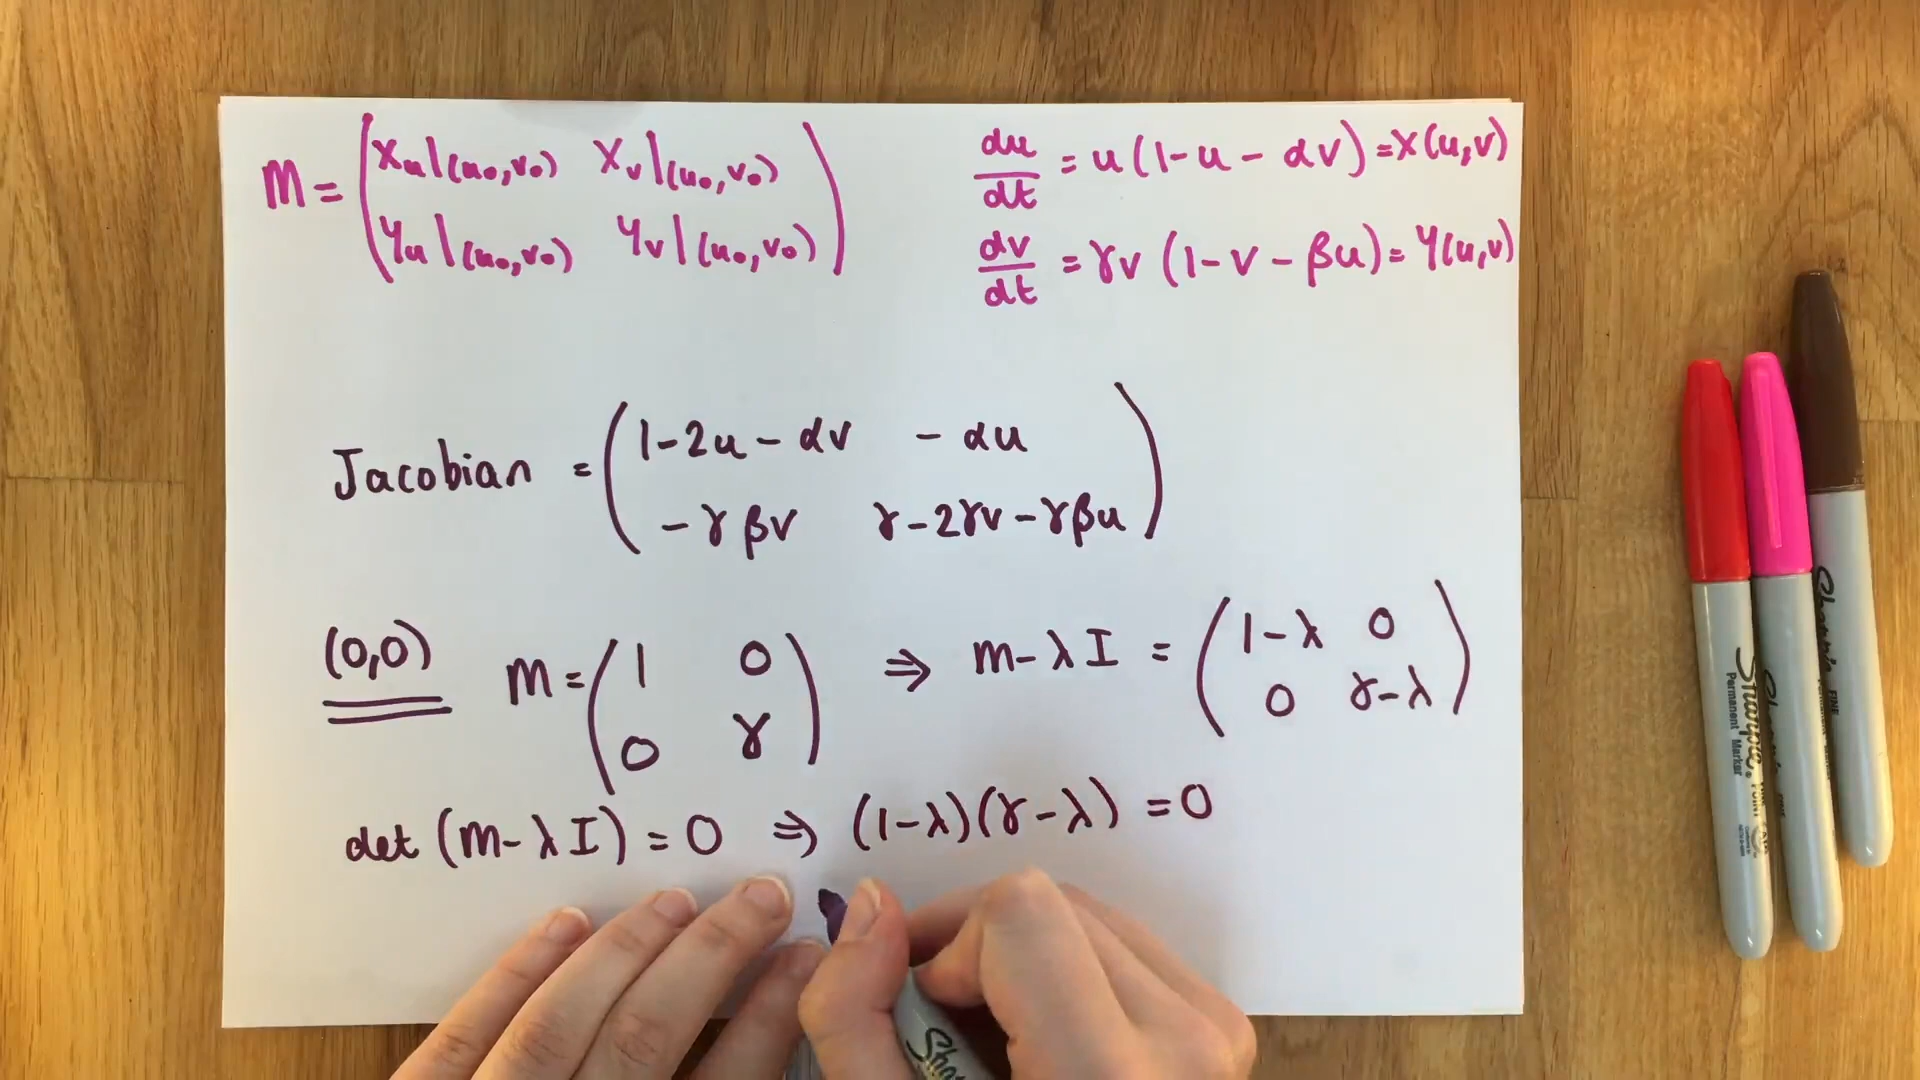 M = ( Xu|(u₀,v₀) Xv|(u₀,v₀)
Yu|(u₀,v₀) Yv|(u₀,v₀) )
du/dt = u(1-u-αv) = X(u,v)
dv/dt = γv(1-v-βu) = Y(u,v)
Jacobian = ( 1-2u-αv -αu
-γβv γ-2γv-γβu )
(0,0) M = ( 1 0
0 γ ) ⇒ M-λI = ( 1-λ 0
0 γ-λ )
det (M-λI) = 0 ⇒ (1-λ)(γ-λ) = 0
Sharpie
FINE
Permanent Marker